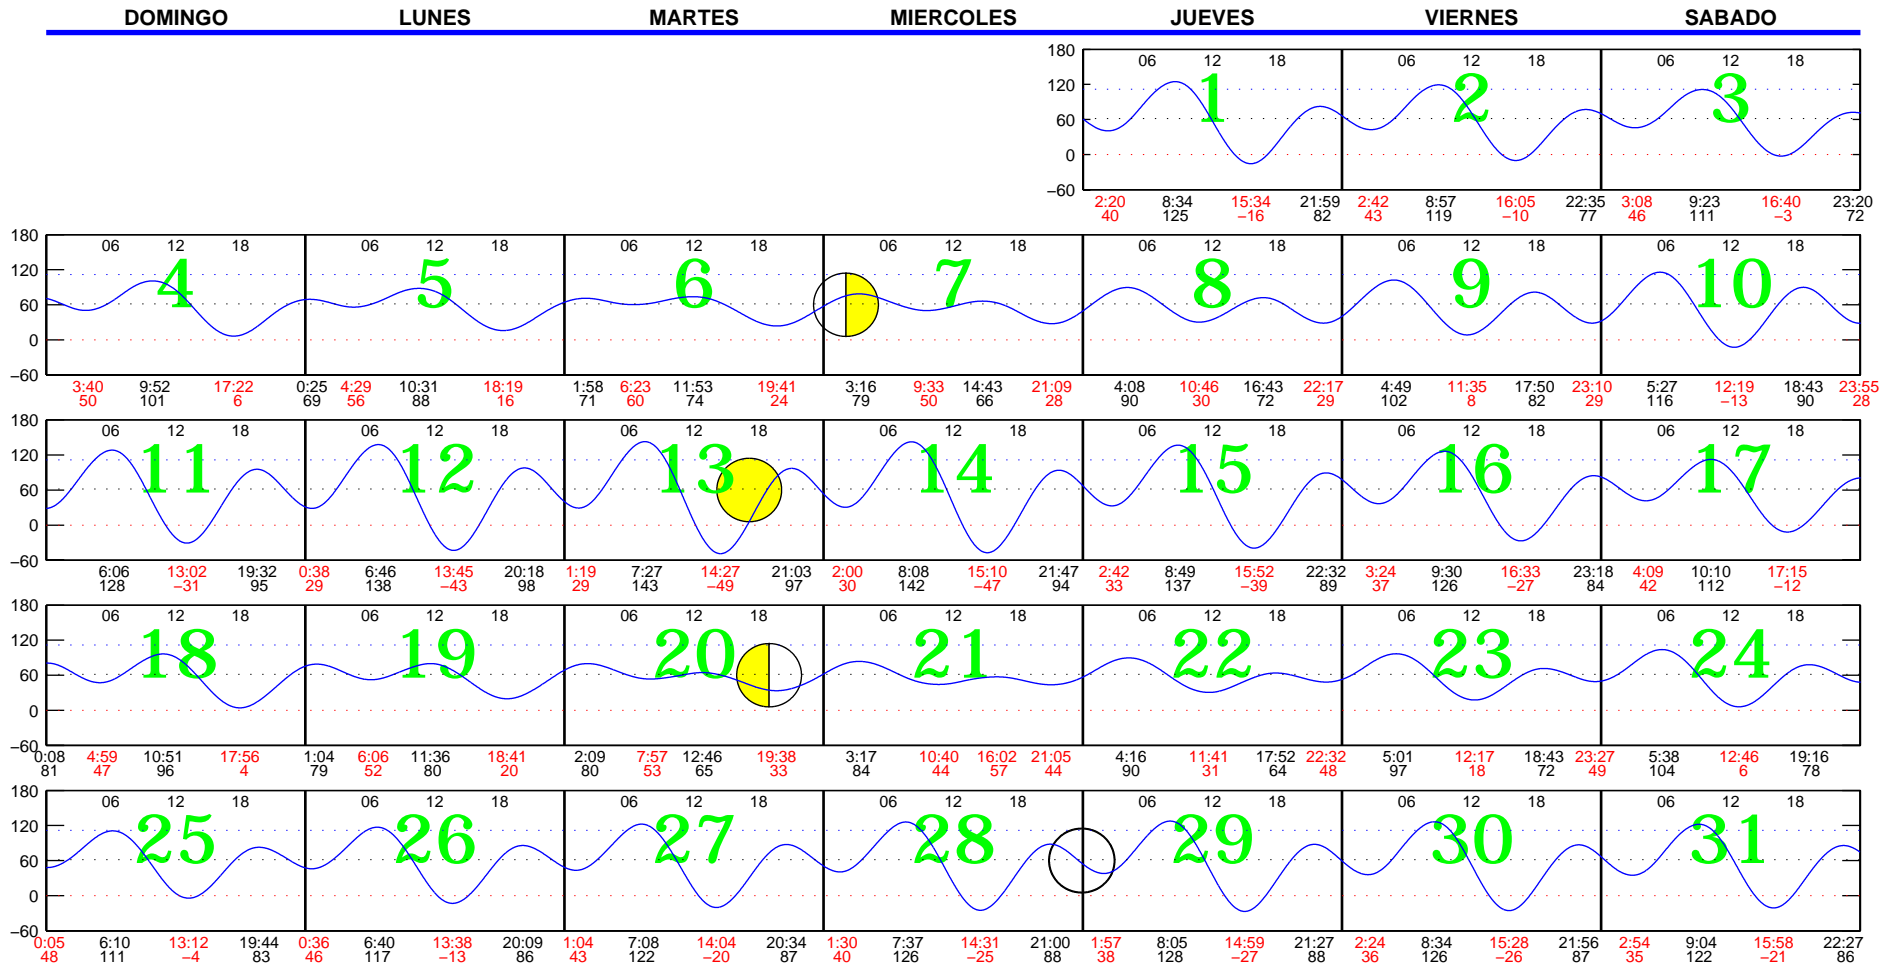 DOMINGO LUNES MARTES MIERCOLES JUEVES VIERNES SABADO
180 06 12 18 06 12 18 06 12 18
120 1 2 3
60
0
−60
2:20 8:34 15:34 21:59 2:42 8:57 16:05 22:35 3:08 9:23 16:40 23:20
40 125 −16 82 43 119 −10 77 46 111 −3 72
180 06 12 18 06 12 18 06 12 18 06 12 18 06 12 18 06 12 18 06 12 18
120 4 5 6 7 8 9 10
60
0
−60
3:40 9:52 17:22 0:25 4:29 10:31 18:19 1:58 6:23 11:53 19:41 3:16 9:33 14:43 21:09 4:08 10:46 16:43 22:17 4:49 11:35 17:50 23:10 5:27 12:19 18:43 23:55
50 101 6 69 56 88 16 71 60 74 24 79 50 66 28 90 30 72 29 102 8 82 29 116 −13 90 28
180 06 12 18 06 12 18 06 12 18 06 12 18 06 12 18 06 12 18 06 12 18
120 11 12 13 14 15 16 17
60
0
−60
6:06 13:02 19:32 0:38 6:46 13:45 20:18 1:19 7:27 14:27 21:03 2:00 8:08 15:10 21:47 2:42 8:49 15:52 22:32 3:24 9:30 16:33 23:18 4:09 10:10 17:15
128 −31 95 29 138 −43 98 29 143 −49 97 30 142 −47 94 33 137 −39 89 37 126 −27 84 42 112 −12
180 06 12 18 06 12 18 06 12 18 06 12 18 06 12 18 06 12 18 06 12 18
120 18 19 20 21 22 23 24
60
0
−60
0:08 4:59 10:51 17:56 1:04 6:06 11:36 18:41 2:09 7:57 12:46 19:38 3:17 10:40 16:02 21:05 4:16 11:41 17:52 22:32 5:01 12:17 18:43 23:27 5:38 12:46 19:16
81 47 96 4 79 52 80 20 80 53 65 33 84 44 57 44 90 31 64 48 97 18 72 49 104 6 78
180 06 12 18 06 12 18 06 12 18 06 12 18 06 12 18 06 12 18 06 12 18
120 25 26 27 28 29 30 31
60
0
−60
0:05 6:10 13:12 19:44 0:36 6:40 13:38 20:09 1:04 7:08 14:04 20:34 1:30 7:37 14:31 21:00 1:57 8:05 14:59 21:27 2:24 8:34 15:28 21:56 2:54 9:04 15:58 22:27
48 111 −4 83 46 117 −13 86 43 122 −20 87 40 126 −25 88 38 128 −27 88 36 126 −26 87 35 122 −21 86